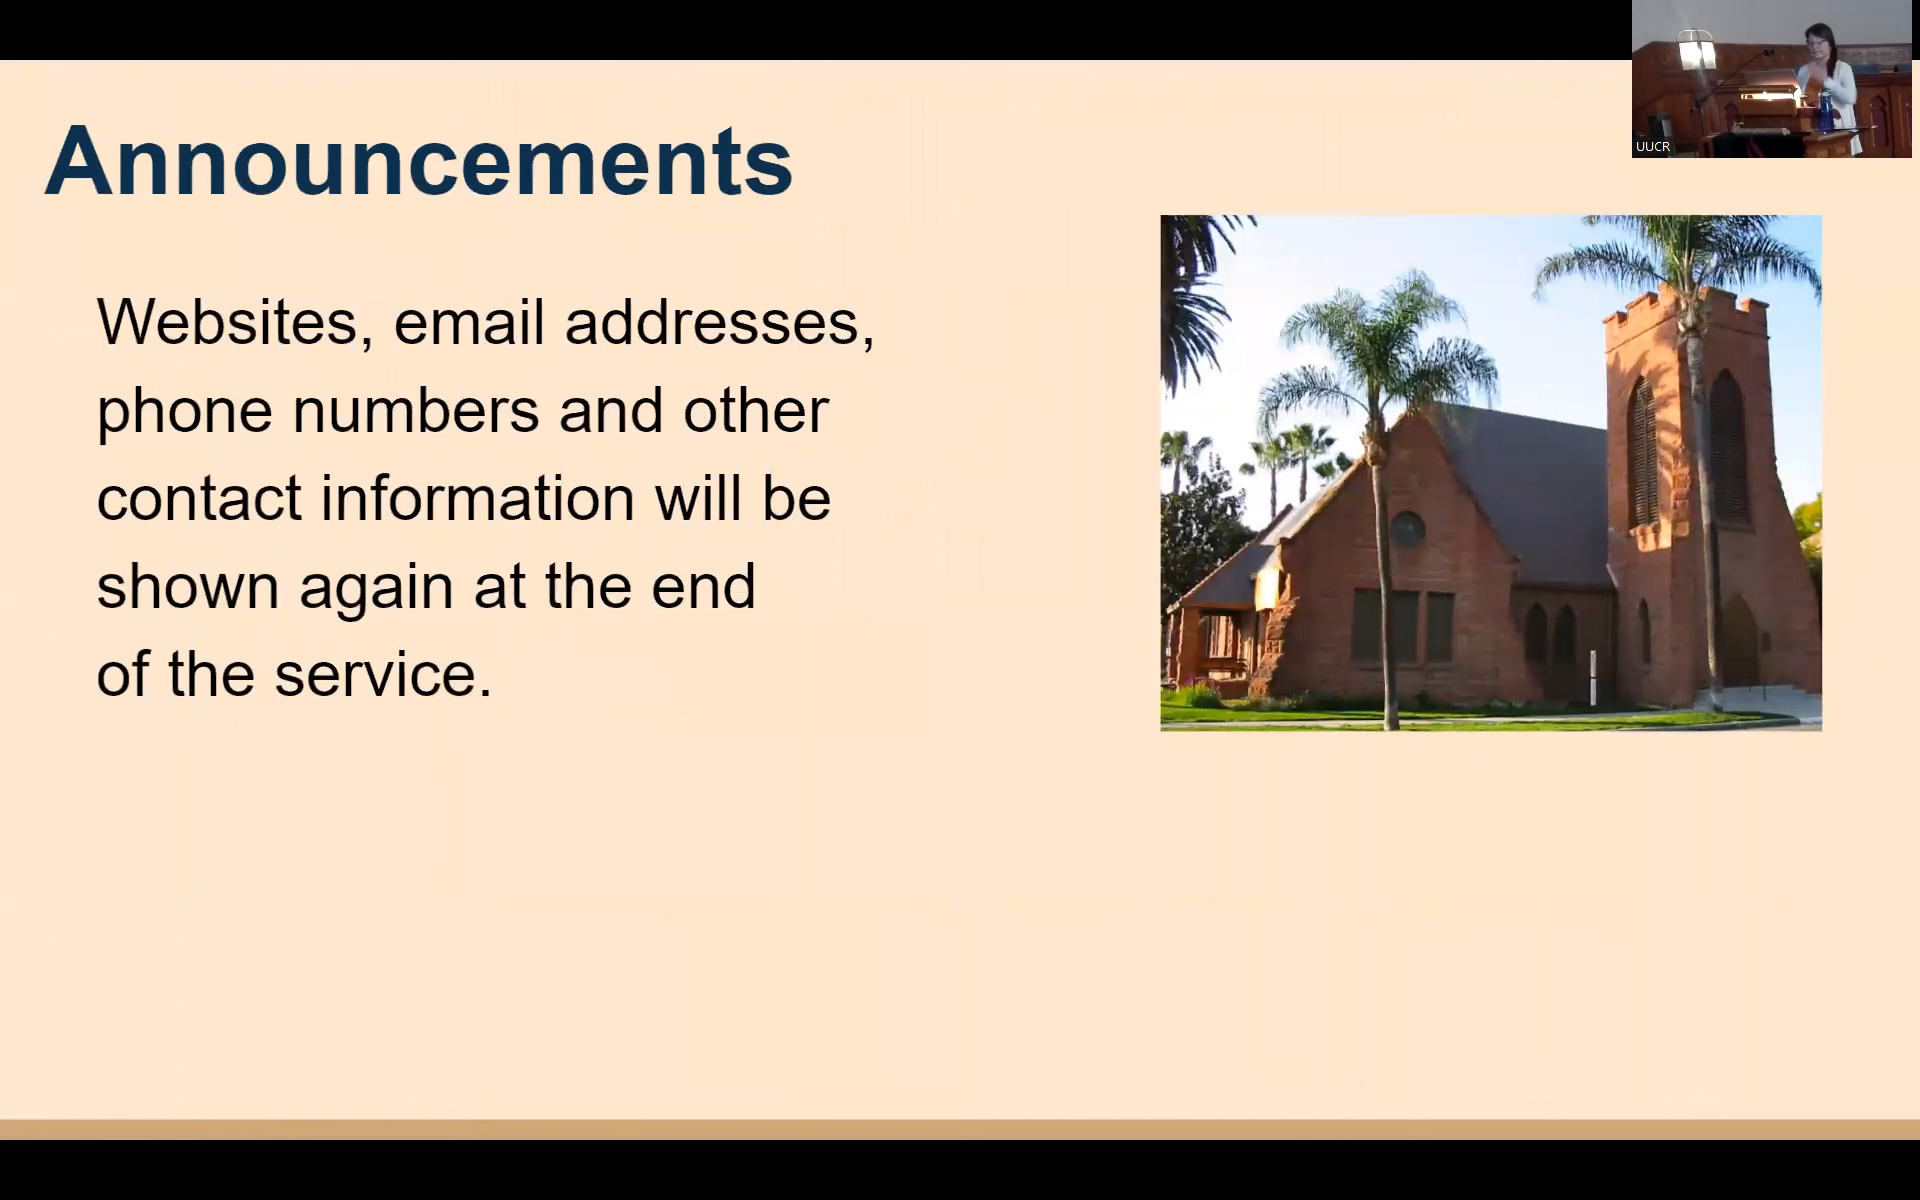 Announcements
Websites, email addresses,
phone numbers and other
contact information will be
shown again at the end
of the service.
UUCR